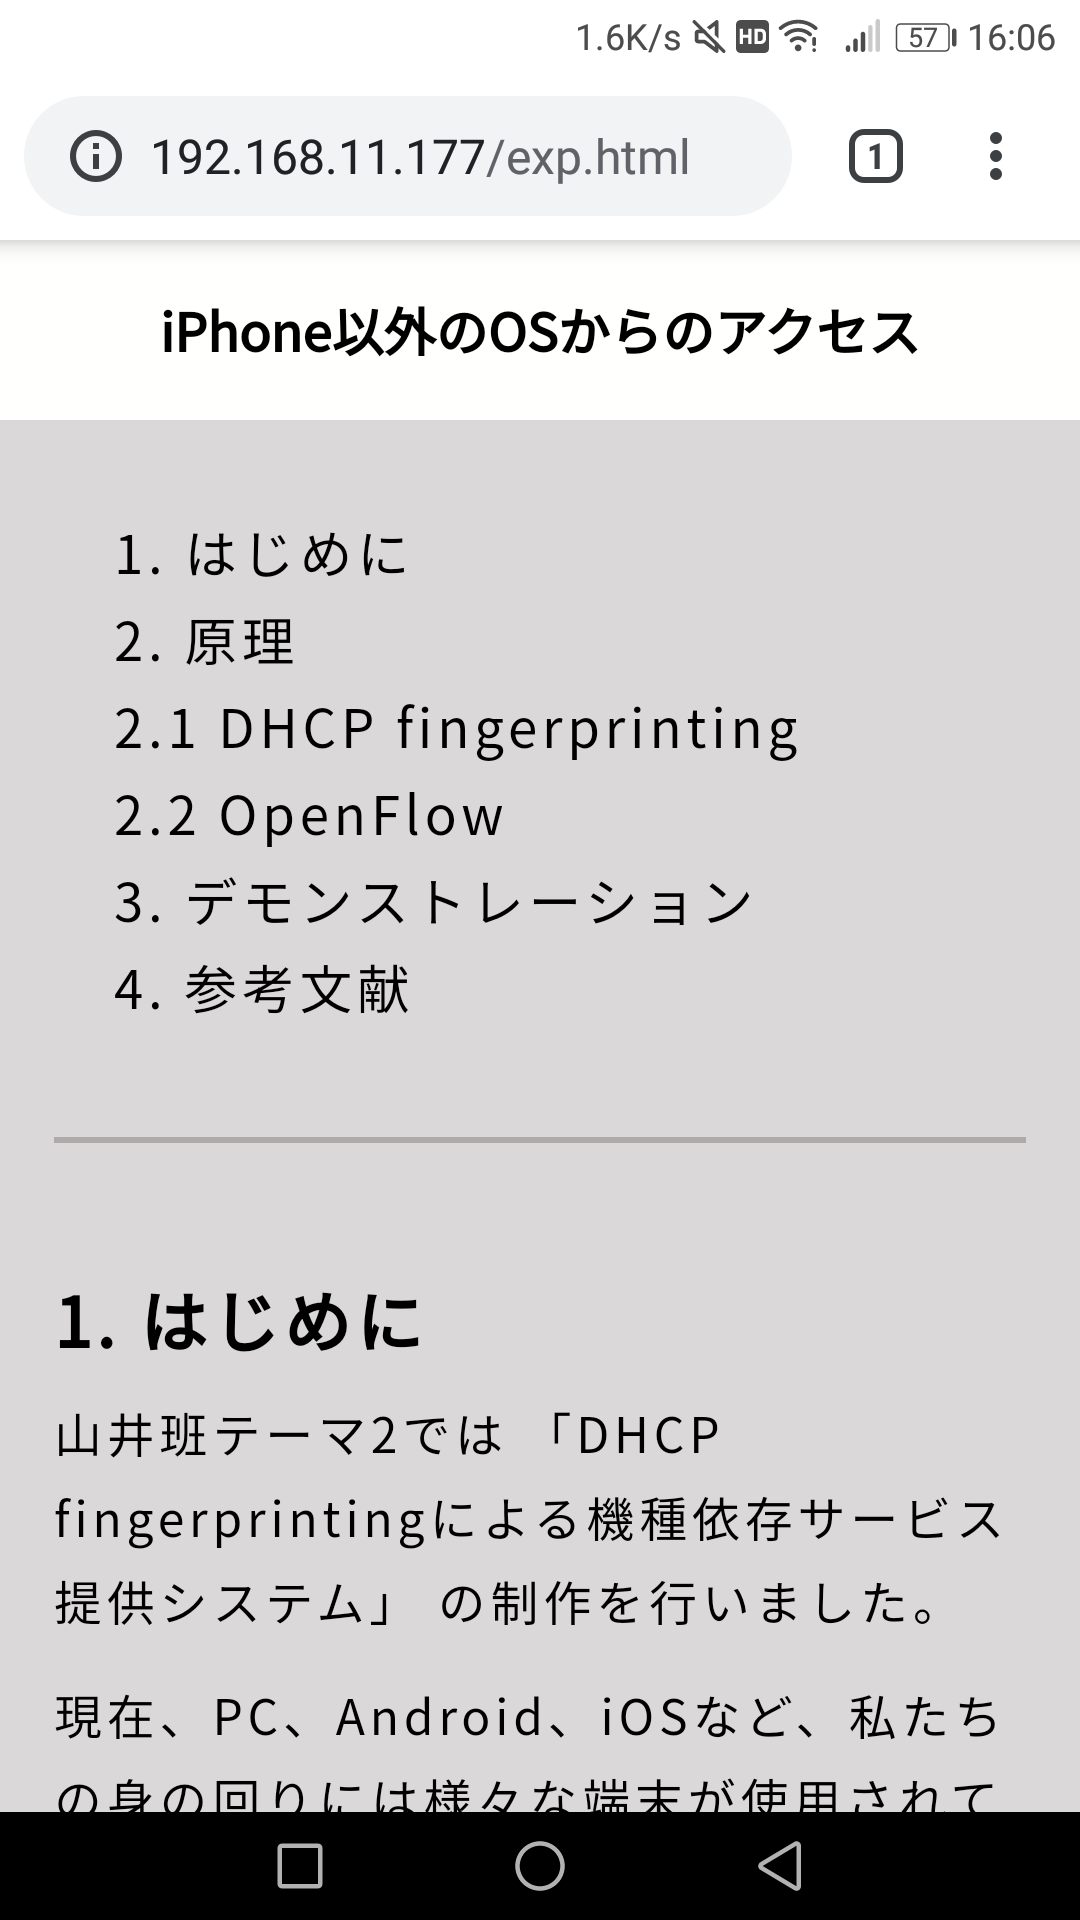 1.6K/s HD 57 16:06
192.168.11.177/exp.html 1
iPhone以外のOSからのアクセス
1. はじめに
2. 原理
2.1 DHCP fingerprinting
2.2 OpenFlow
3. デモンストレーション
4. 参考文献
1. はじめに
山井班テーマ2では 「DHCP
fingerprintingによる機種依存サービス
提供システム」 の制作を行いました。
現在、PC、Android、iOSなど、私たち
の身の回りには様々な端末が使用されて